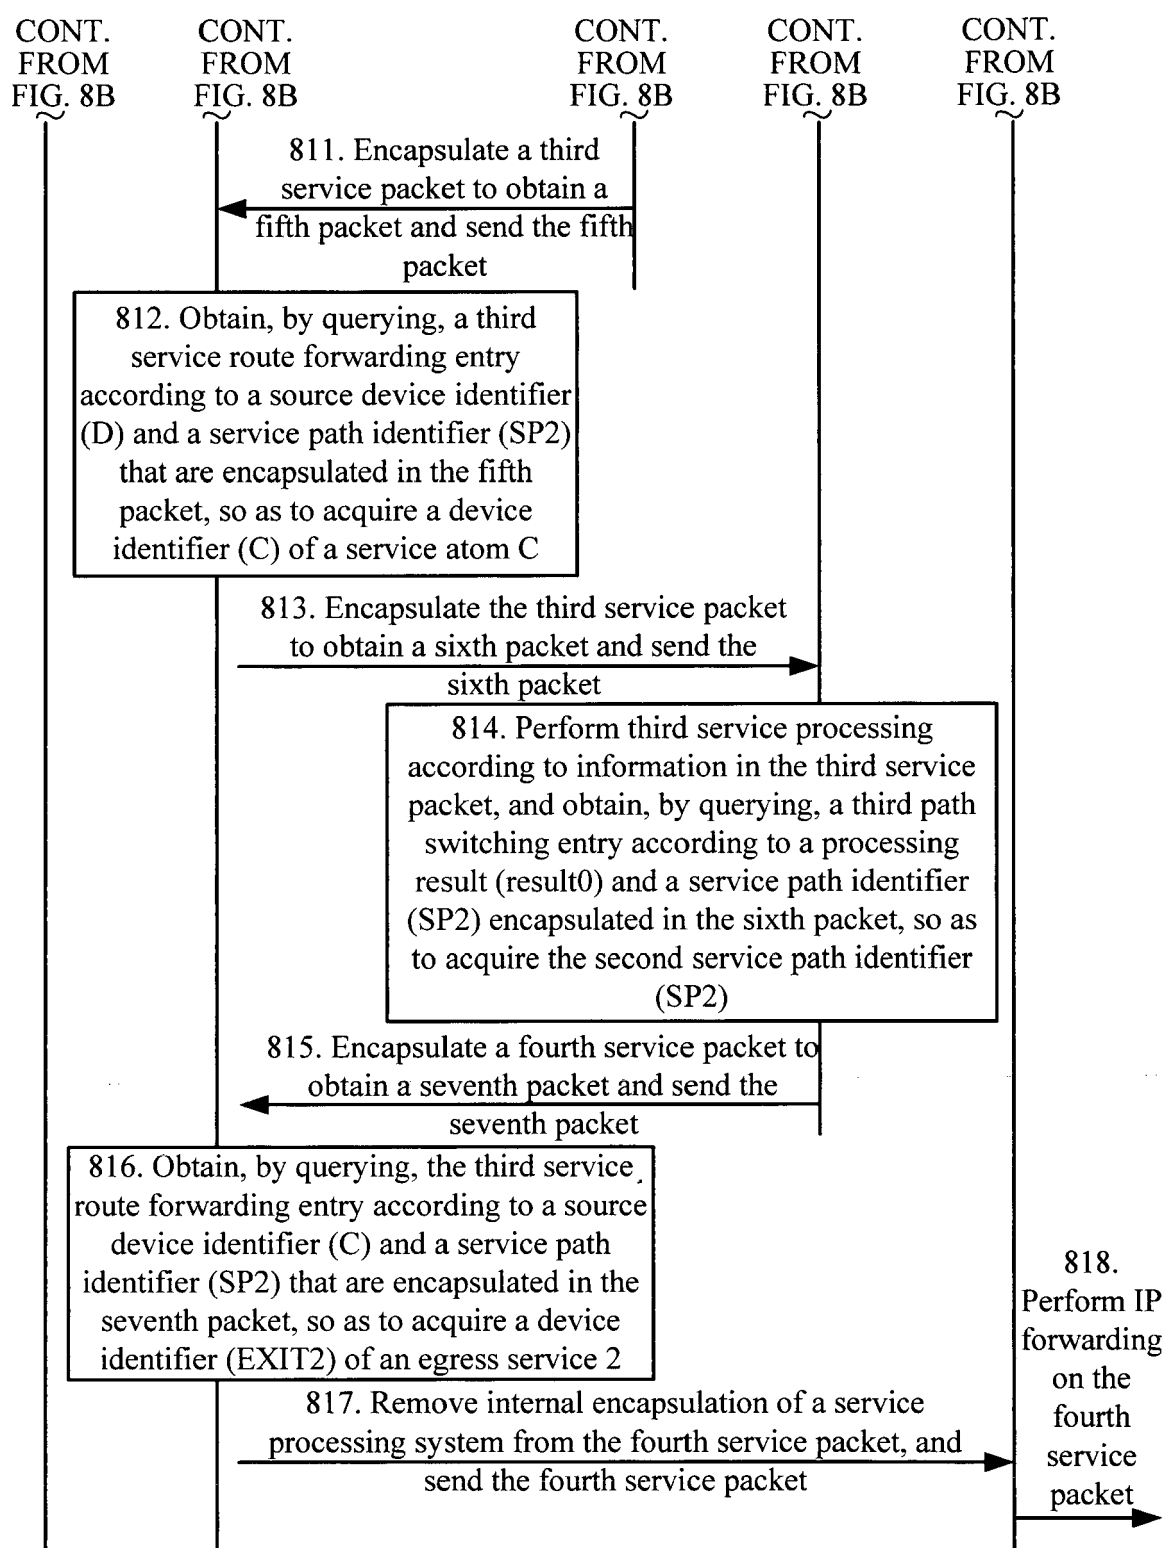 CONT.
FROM
FIG. 8B
CONT.
FROM
FIG. 8B
CONT.
FROM
FIG. 8B
CONT.
FROM
FIG. 8B
CONT.
FROM
FIG. 8B
811. Encapsulate a third
service packet to obtain a
fifth packet and send the fifth
packet
812. Obtain, by querying, a third
service route forwarding entry
according to a source device identifier
(D) and a service path identifier (SP2)
that are encapsulated in the fifth
packet, so as to acquire a device
identifier (C) of a service atom C
813. Encapsulate the third service packet
to obtain a sixth packet and send the
sixth packet
814. Perform third service processing
according to information in the third service
packet, and obtain, by querying, a third path
switching entry according to a processing
result (result0) and a service path identifier
(SP2) encapsulated in the sixth packet, so as
to acquire the second service path identifier
(SP2)
815. Encapsulate a fourth service packet to
obtain a seventh packet and send the
seventh packet
816. Obtain, by querying, the third service
route forwarding entry according to a source
device identifier (C) and a service path
identifier (SP2) that are encapsulated in the
seventh packet, so as to acquire a device
identifier (EXIT2) of an egress service 2
817. Remove internal encapsulation of a service
processing system from the fourth service packet, and
send the fourth service packet
818.
Perform IP
forwarding
on the
fourth
service
packet